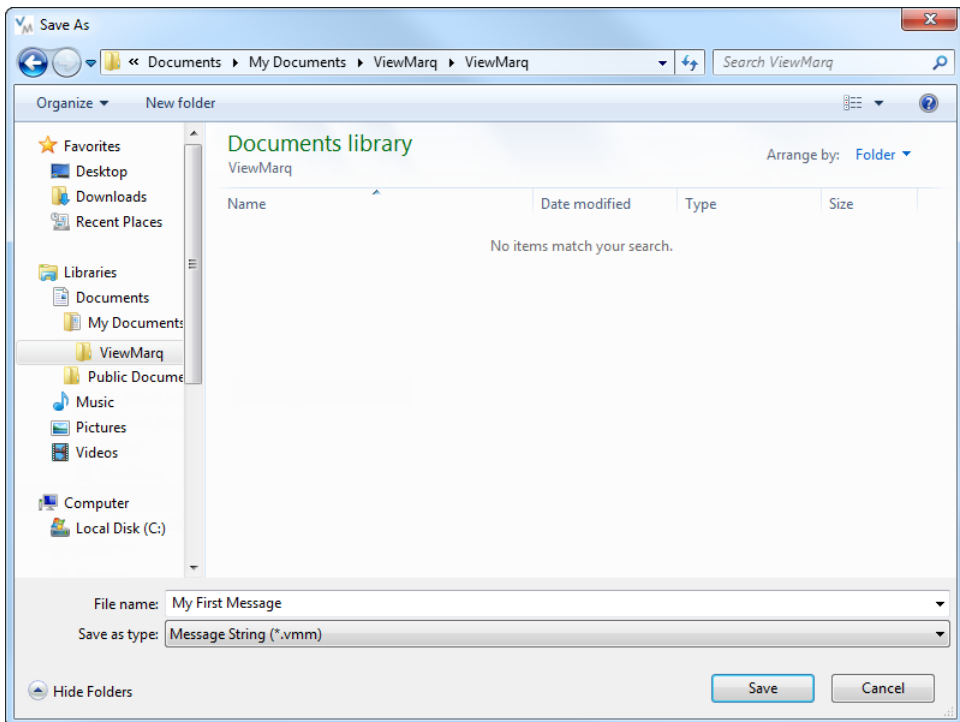 Save As
« Documents ▸ My Documents ▸ ViewMarq ▸ ViewMarq
Search ViewMarq
Organize
New folder
Favorites
Desktop
Downloads
Recent Places
Libraries
Documents
My Documents
ViewMarq
Public Docume
Music
Pictures
Videos
Computer
Local Disk (C:)
Documents library
ViewMarq
Arrange by: Folder
Name Date modified Type Size
No items match your search.
File name: My First Message
Save as type: Message String (*.vmm)
Hide Folders
Save
Cancel